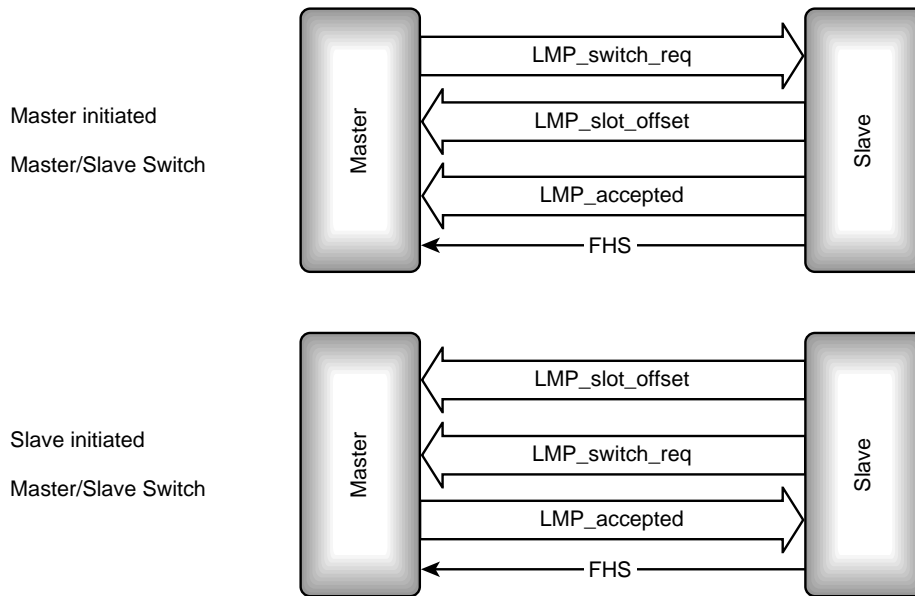 Master initiated
Master/Slave Switch
Master
LMP_switch_req
LMP_slot_offset
LMP_accepted
FHS
Slave
Slave initiated
Master/Slave Switch
Master
LMP_slot_offset
LMP_switch_req
LMP_accepted
FHS
Slave